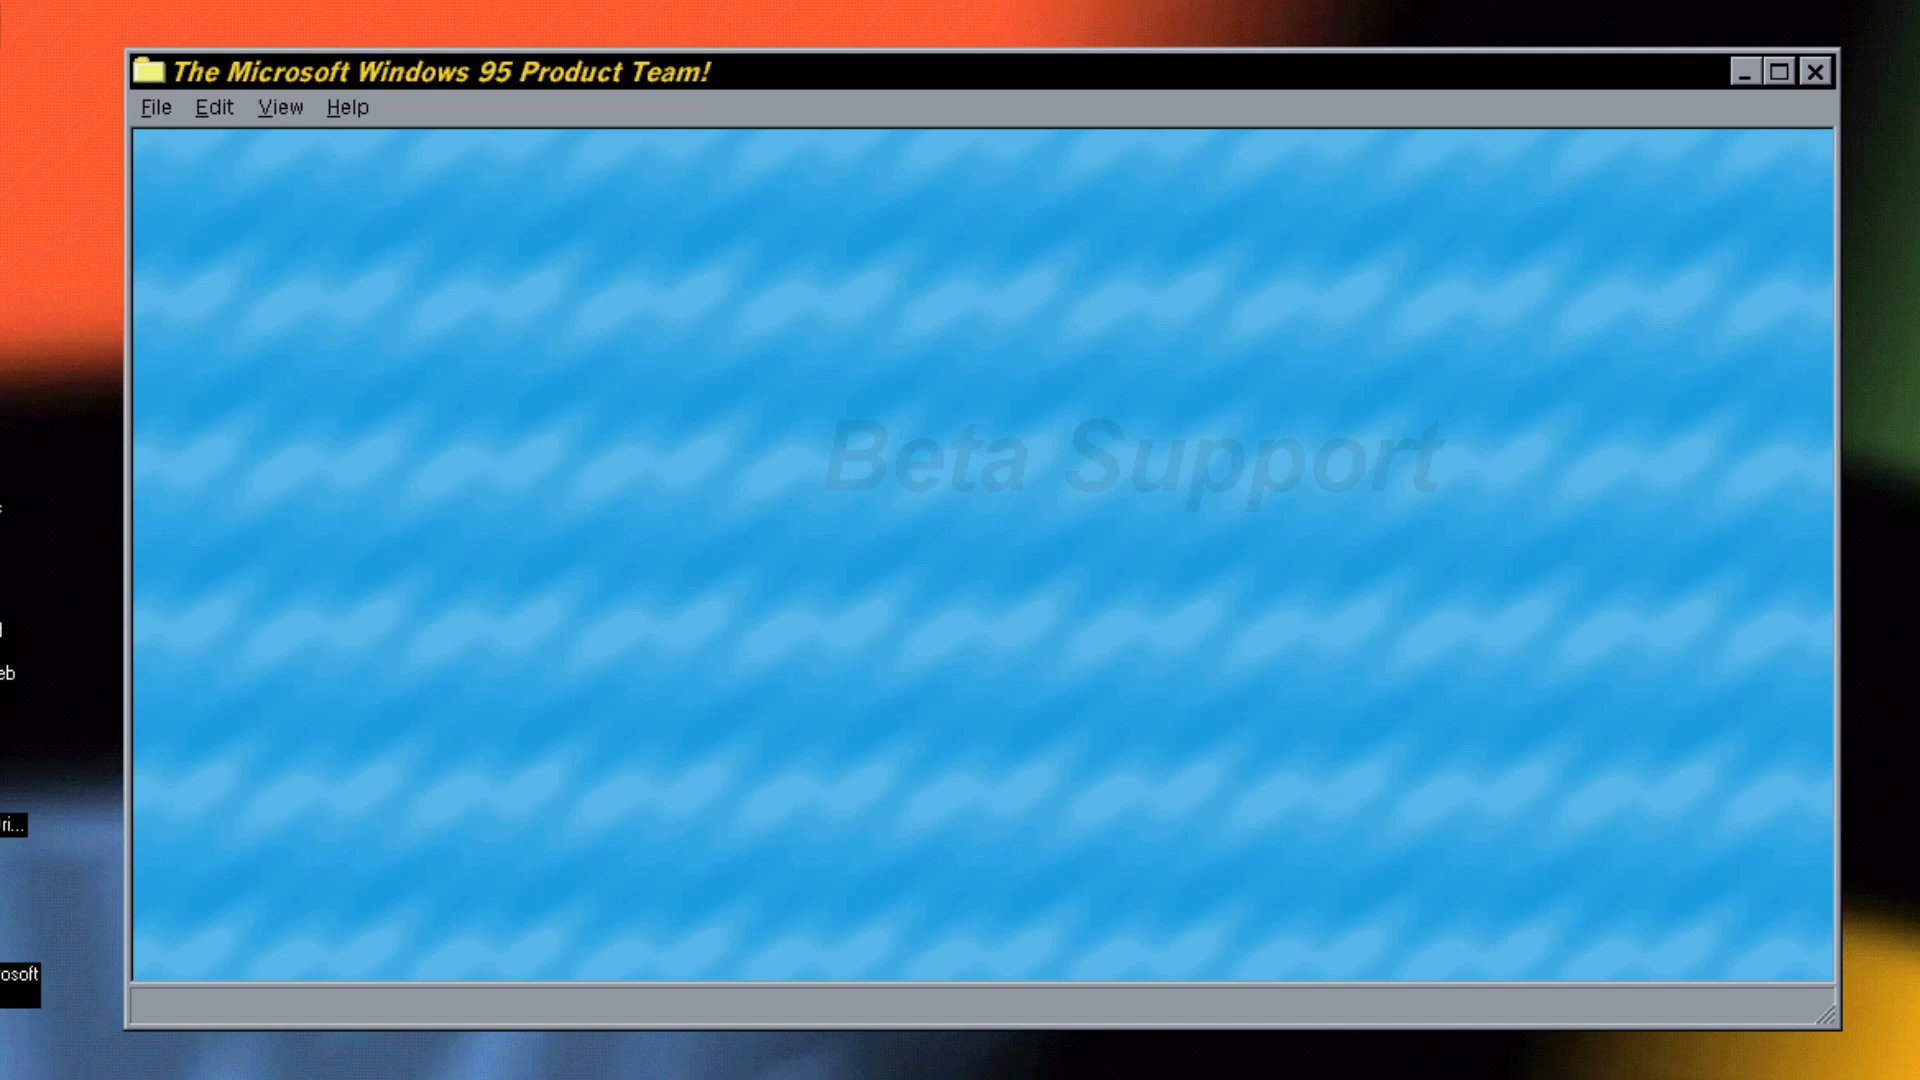 The Microsoft Windows 95 Product Team!
File Edit View Help
Beta Support
eb
ri...
osoft